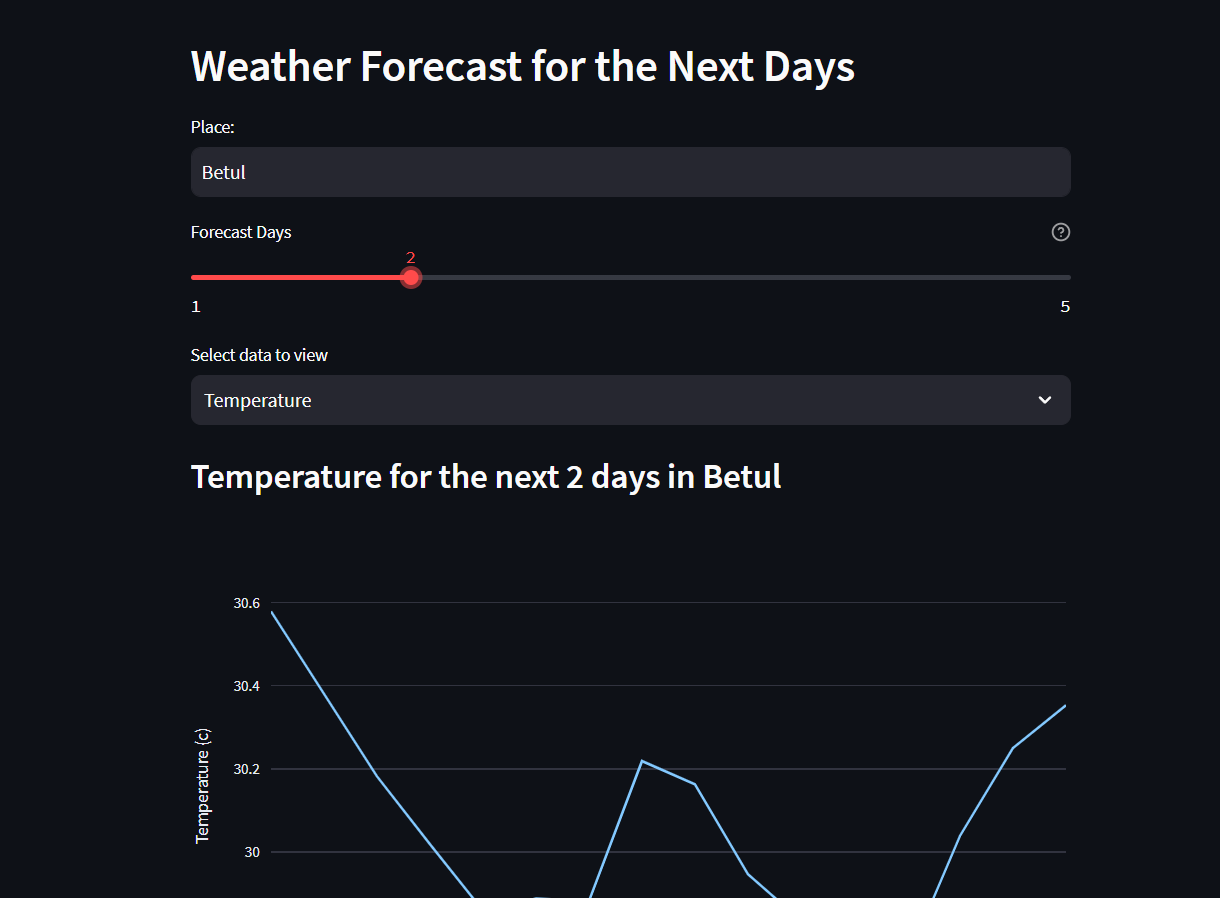 Weather Forecast for the Next Days
Place:
Betul
Forecast Days
2
1
5
Select data to view
Temperature
Temperature for the next 2 days in Betul
30.6
30.4
30.2
30
Temperature (c)